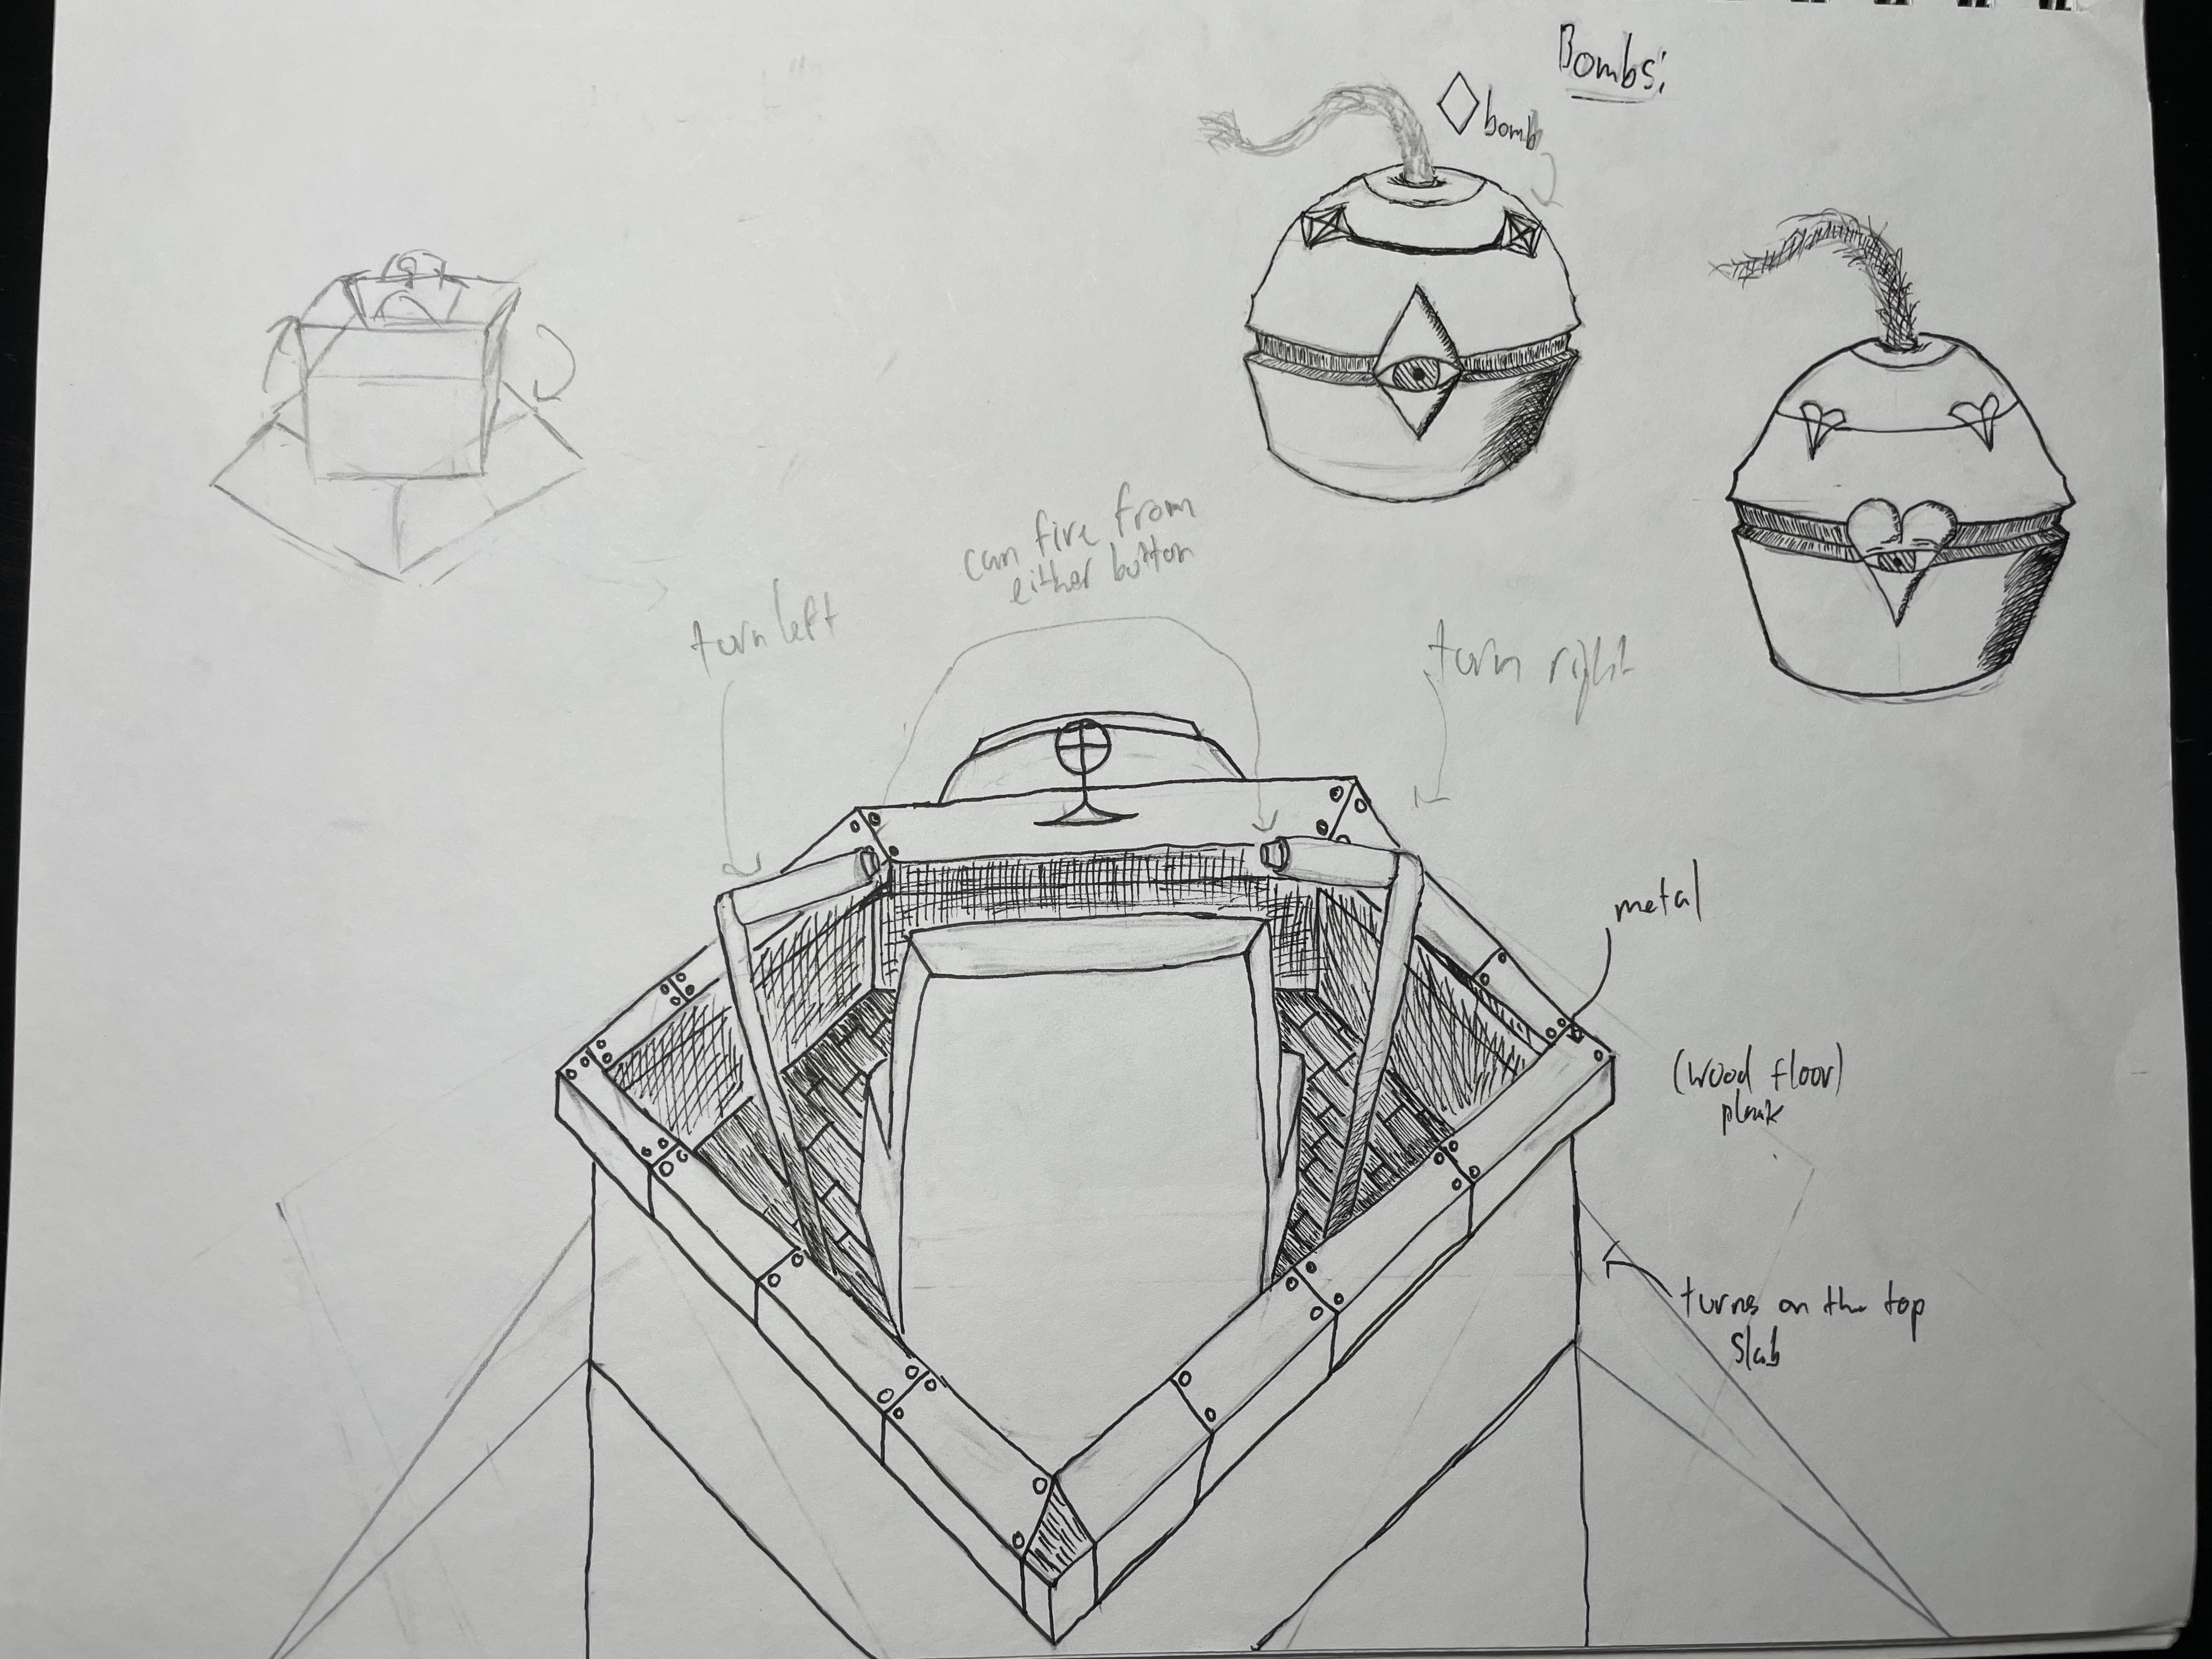 Bombs:
◇ bomb
can fire from
either button
turn left
turn right
metal
(wood floor)
plank
turns on the top
slab